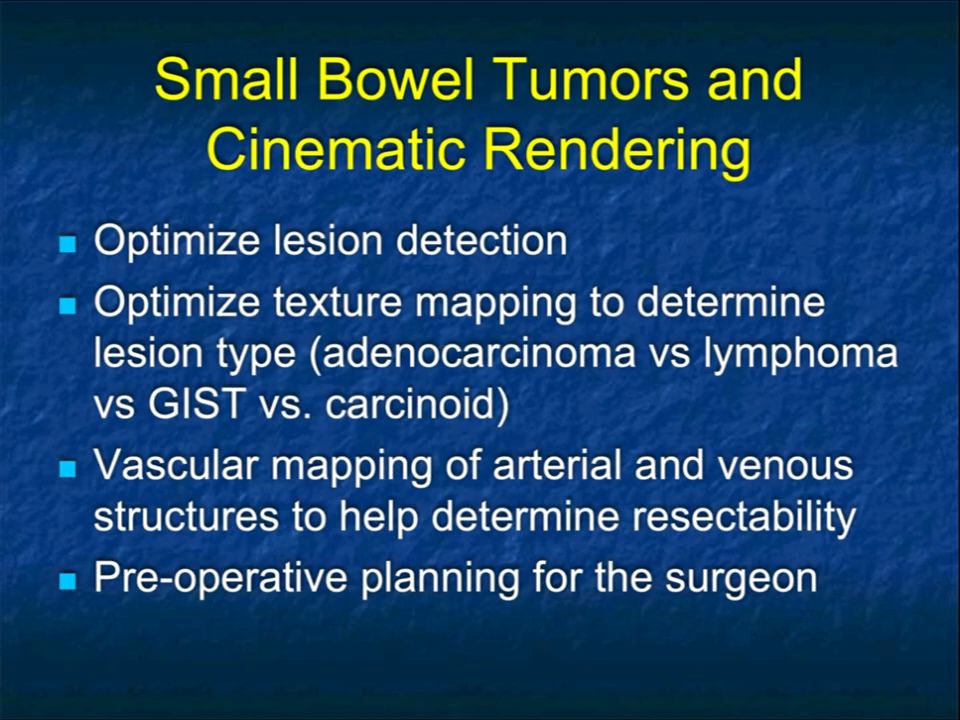 Small Bowel Tumors and
Cinematic Rendering
Optimize lesion detection
Optimize texture mapping to determine
lesion type (adenocarcinoma vs lymphoma
vs GIST vs. carcinoid)
Vascular mapping of arterial and venous
structures to help determine resectability
Pre-operative planning for the surgeon